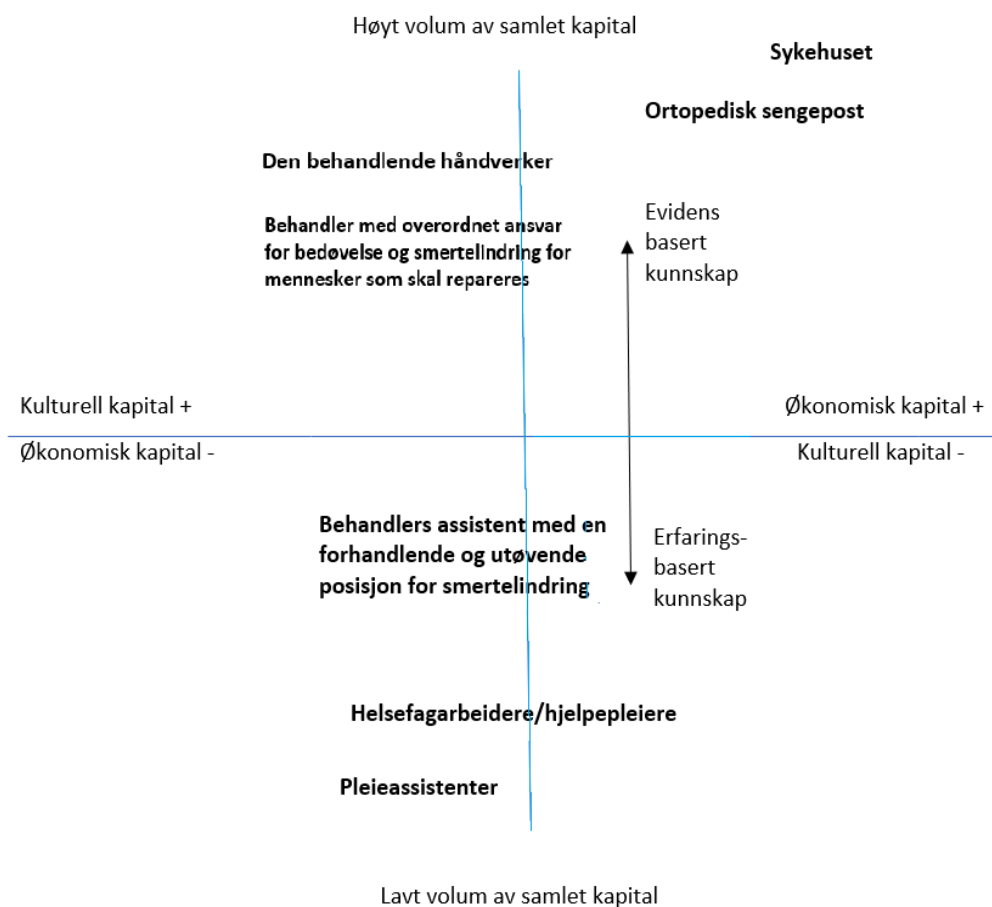 Høyt volum av samlet kapital
Sykehuset
Ortopedisk sengepost
Den behandlende håndverker
Behandler med overordnet ansvar
for bedøvelse og smertelindring for
mennesker som skal repareres
Evidens
basert
kunnskap
Kulturell kapital +
Økonomisk kapital +
Økonomisk kapital -
Kulturell kapital -
Behandlers assistent med en
forhandlende og utøvende
posisjon for smertelindring
Erfarings-
basert
kunnskap
Helsefagarbeidere/hjelpepleiere
Pleieassistenter
Lavt volum av samlet kapital